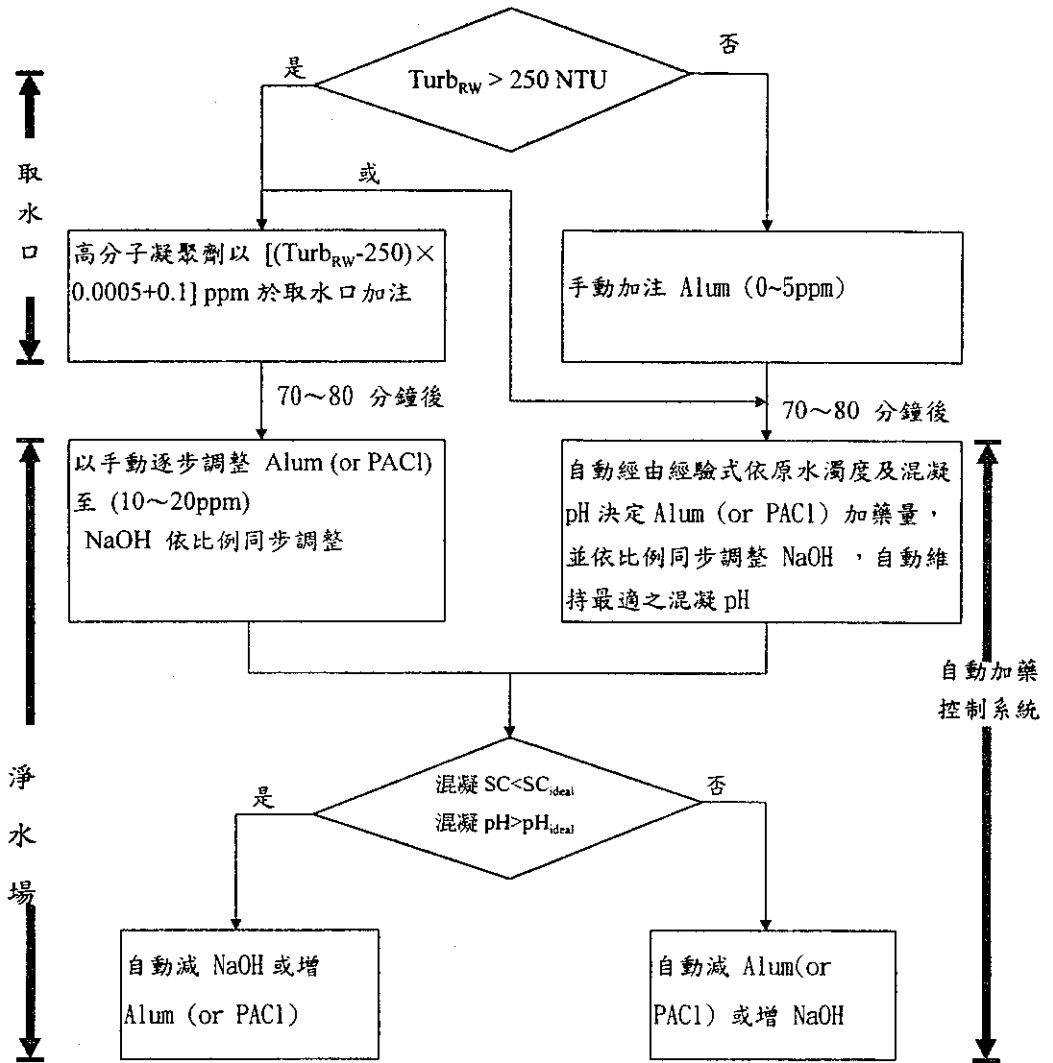 Turb_RW > 250 NTU
是
否
取
水
口
或
高分子凝聚劑以 [(Turb_RW-250)×
0.0005+0.1] ppm 於取水口加注
手動加注 Alum (0~5ppm)
70～80 分鐘後
70～80 分鐘後
以手動逐步調整 Alum (or PACl)
至 (10～20ppm)
NaOH 依比例同步調整
自動經由經驗式依原水濁度及混凝
pH 決定 Alum (or PACl) 加藥量，
並依比例同步調整 NaOH ，自動維
持最適之混凝 pH
自動加藥
控制系統
淨
水
場
混凝 SC<SC_ideal
混凝 pH>pH_ideal
是
否
自動減 NaOH 或增
Alum (or PACl)
自動減 Alum(or
PACl) 或增 NaOH